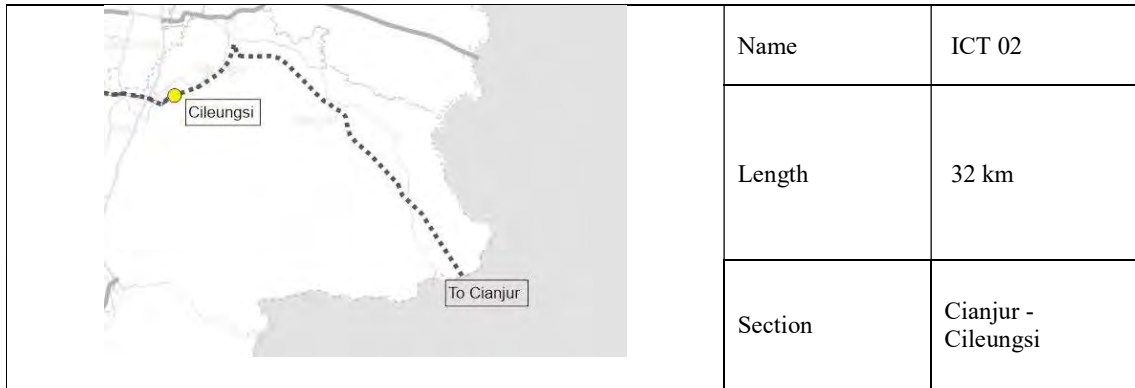 Cileungsi
To Cianjur
Name
ICT 02
Length
32 km
Section
Cianjur -
Cileungsi